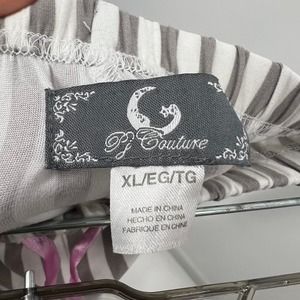 Pj Couture
XL/EG/TG
MADE IN CHINA
HECHO EN CHINA
FABRIQUE EN CHINE